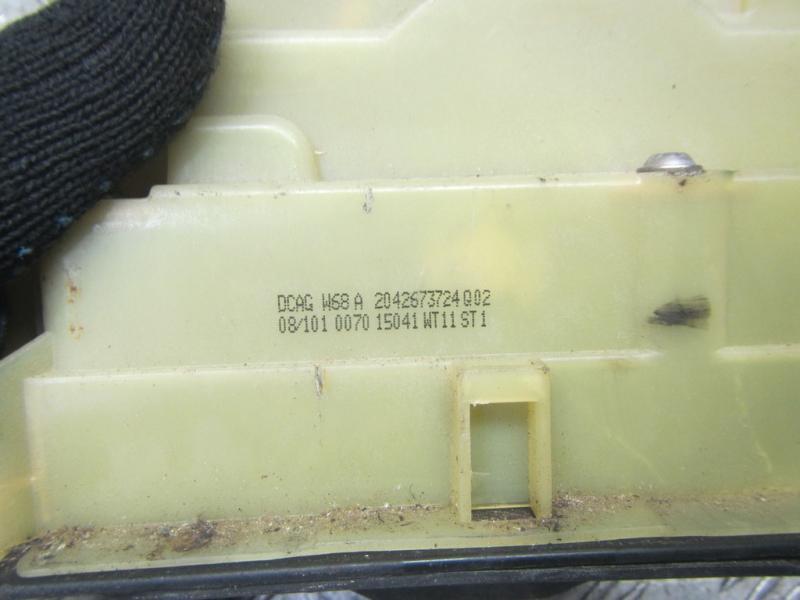 DCAG W68 A 2042673724 Q02
08/101 0070 15041 WT11 ST1